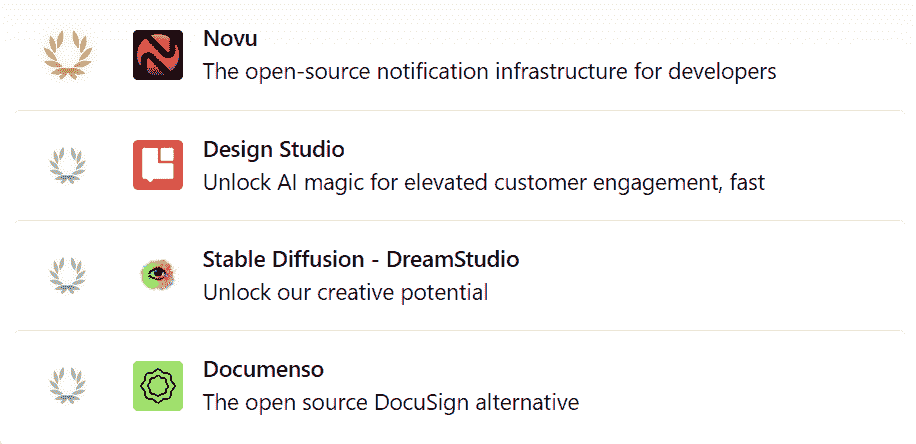 Novu
The open-source notification infrastructure for developers
Design Studio
Unlock AI magic for elevated customer engagement, fast
Stable Diffusion - DreamStudio
Unlock our creative potential
Documenso
The open source DocuSign alternative